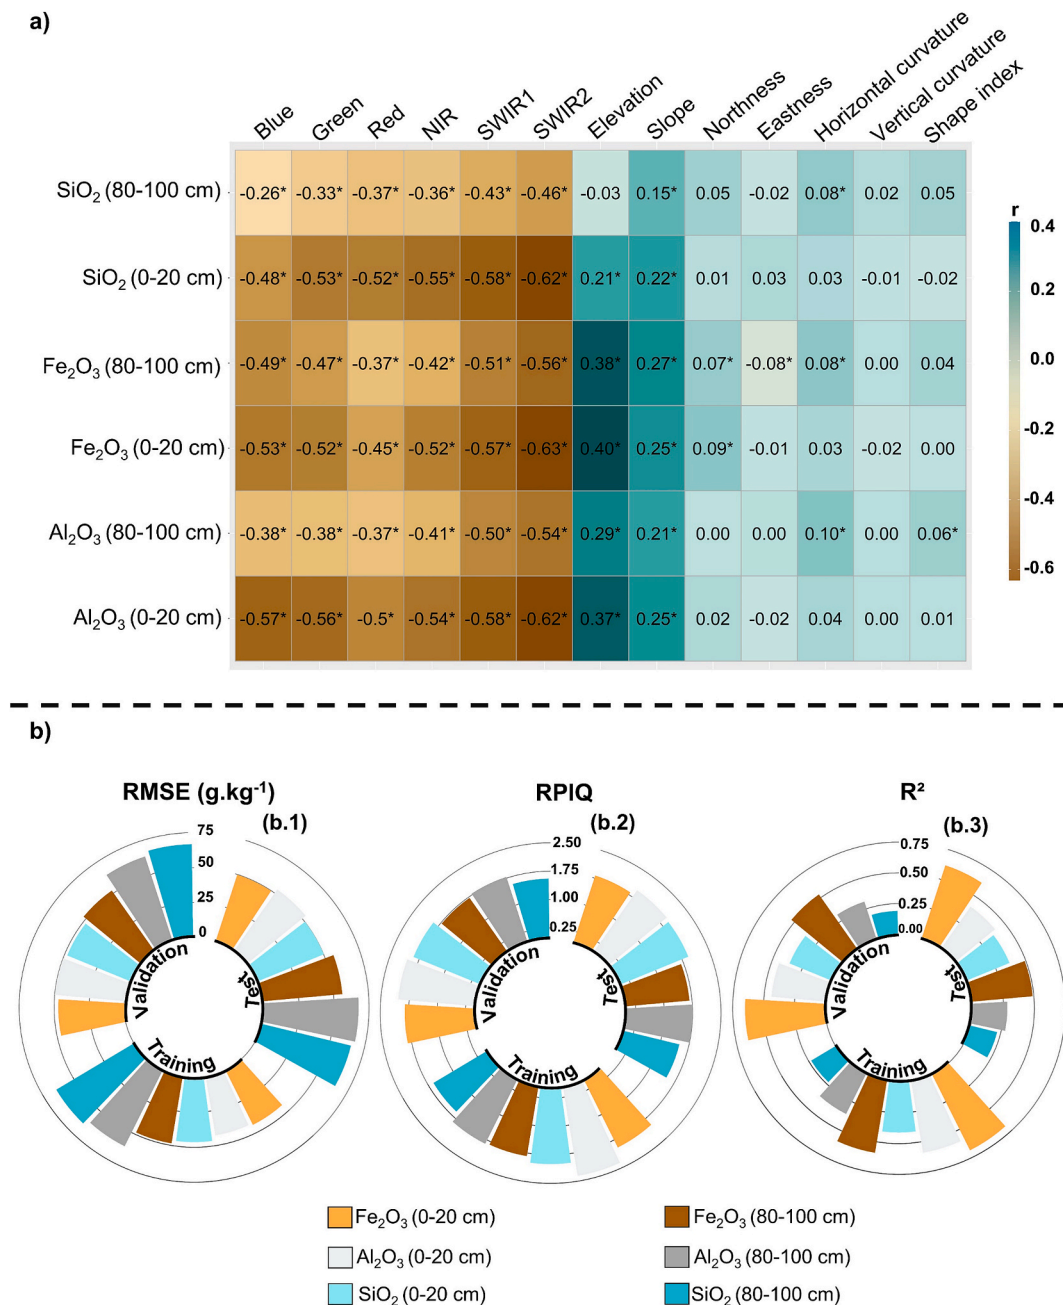 a)
Blue Green Red NIR SWIR1 SWIR2 Elevation Slope Northness Eastness Horizontal curvature Vertical curvature Shape index
SiO₂ (80-100 cm) -0.26* -0.33* -0.37* -0.36* -0.43* -0.46* -0.03 0.15* 0.05 -0.02 0.08* 0.02 0.05
SiO₂ (0-20 cm) -0.48* -0.53* -0.52* -0.55* -0.58* -0.62* 0.21* 0.22* 0.01 0.03 0.03 -0.01 -0.02
Fe₂O₃ (80-100 cm) -0.49* -0.47* -0.37* -0.42* -0.51* -0.56* 0.38* 0.27* 0.07* -0.08* 0.08* 0.00 0.04
Fe₂O₃ (0-20 cm) -0.53* -0.52* -0.45* -0.52* -0.57* -0.63* 0.40* 0.25* 0.09* -0.01 0.03 -0.02 0.00
Al₂O₃ (80-100 cm) -0.38* -0.38* -0.37* -0.41* -0.50* -0.54* 0.29* 0.21* 0.00 0.00 0.10* 0.00 0.06*
Al₂O₃ (0-20 cm) -0.57* -0.56* -0.5* -0.54* -0.58* -0.62* 0.37* 0.25* 0.02 -0.02 0.04 0.00 0.01
r
0.4
0.2
0.0
-0.2
-0.4
-0.6
b)
RMSE (g.kg⁻¹)
(b.1)
75
50
25
0
Validation
Test
Training
RPIQ
(b.2)
2.50
1.75
1.00
0.25
Validation
Test
Training
R²
(b.3)
0.75
0.50
0.25
0.00
Validation
Test
Training
Fe₂O₃ (0-20 cm) Fe₂O₃ (80-100 cm)
Al₂O₃ (0-20 cm) Al₂O₃ (80-100 cm)
SiO₂ (0-20 cm) SiO₂ (80-100 cm)